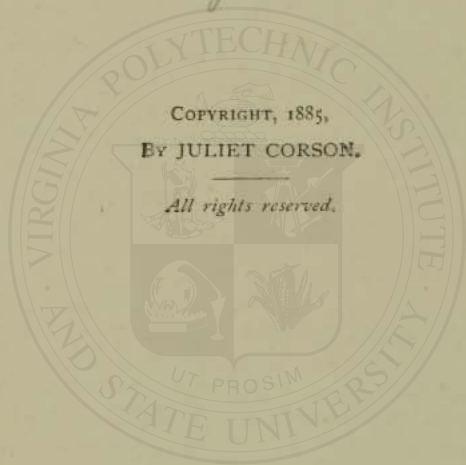 COPYRIGHT, 1885,
BY JULIET CORSON.
All rights reserved.
VIRGINIA POLYTECHNIC INSTITUTE
AND STATE UNIVERSITY
UT PROSIM